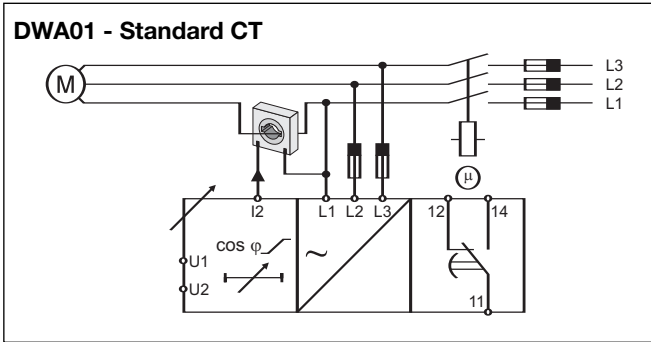 DWA01 - Standard CT
L3
M
L2
L1
μ
I2
L1
L2
L3
12
14
cos φ
~
U1
U2
11